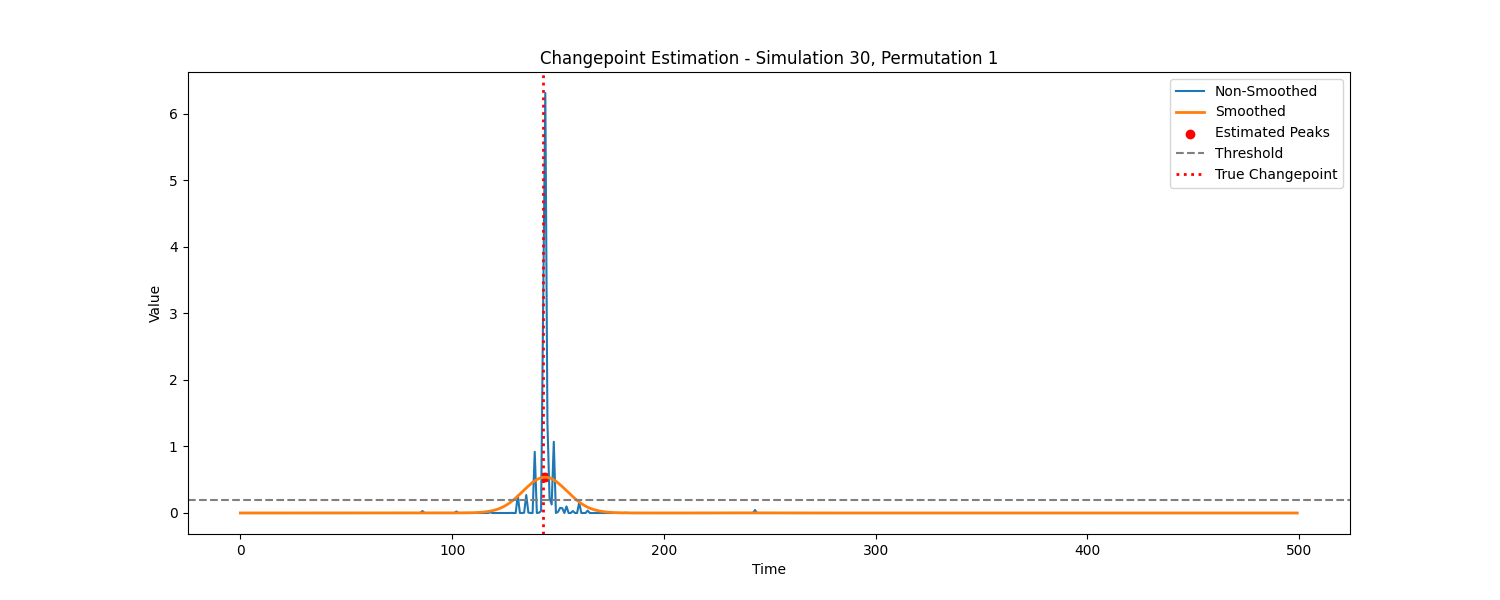 Changepoint Estimation - Simulation 30, Permutation 1
Non-Smoothed
Smoothed
Estimated Peaks
Threshold
True Changepoint
6
5
4
3
2
1
0
Value
0 100 200 300 400 500
Time